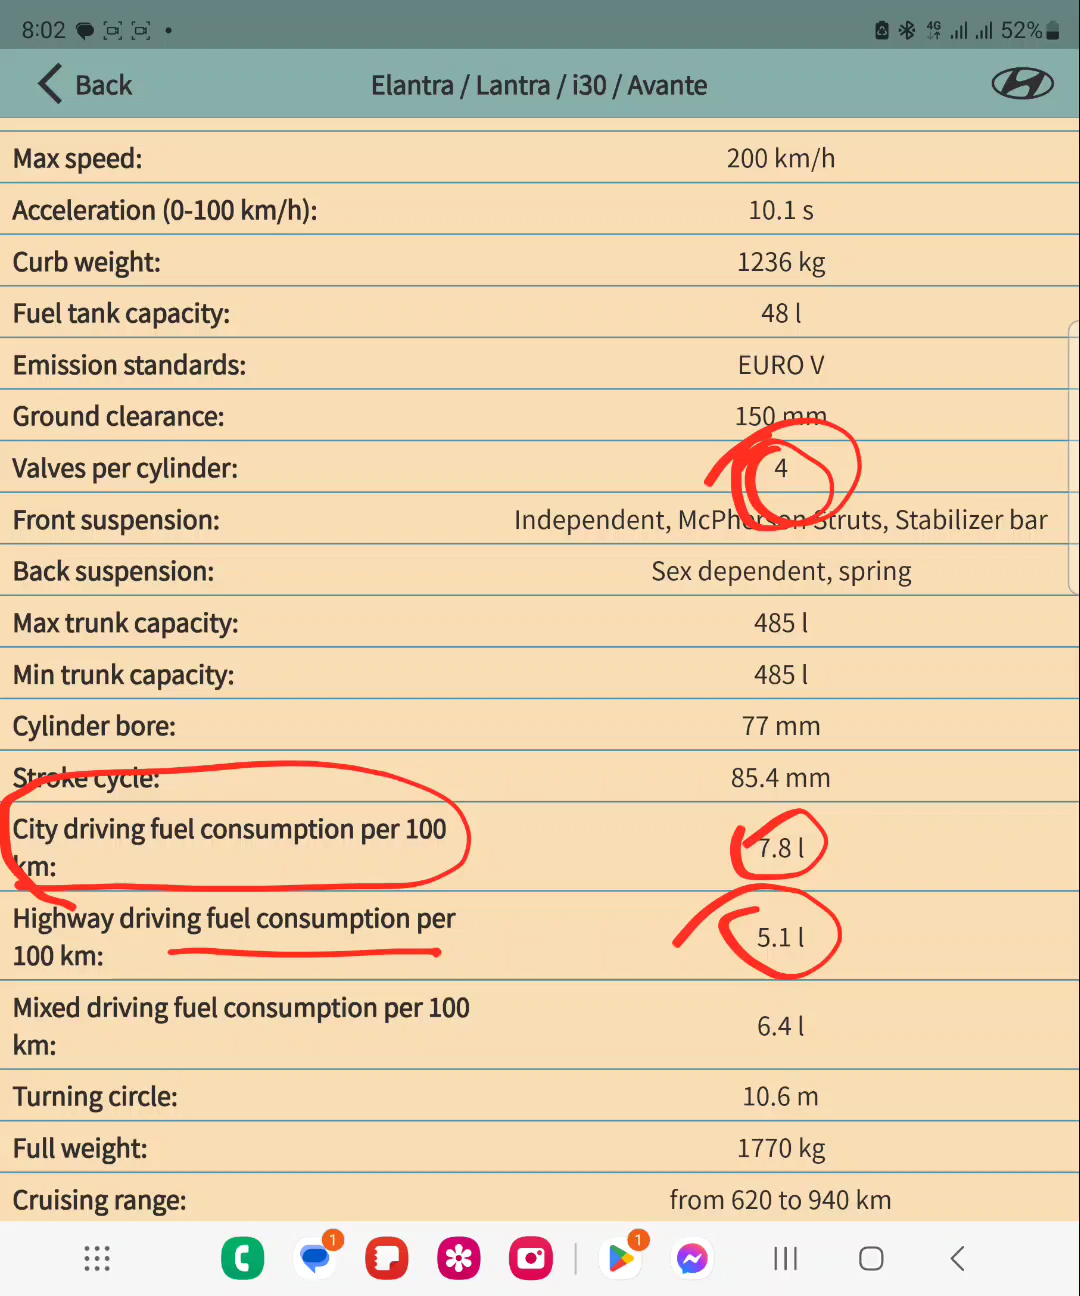 8:02
4G
52%
Back
Elantra / Lantra / i30 / Avante
Max speed: 200 km/h
Acceleration (0-100 km/h): 10.1 s
Curb weight: 1236 kg
Fuel tank capacity: 48 l
Emission standards: EURO V
Ground clearance: 150 mm
Valves per cylinder: 4
Front suspension: Independent, McPherson Struts, Stabilizer bar
Back suspension: Sex dependent, spring
Max trunk capacity: 485 l
Min trunk capacity: 485 l
Cylinder bore: 77 mm
Stroke cycle: 85.4 mm
City driving fuel consumption per 100
km:
7.8 l
Highway driving fuel consumption per
100 km:
5.1 l
Mixed driving fuel consumption per 100
km:
6.4 l
Turning circle: 10.6 m
Full weight: 1770 kg
Cruising range: from 620 to 940 km
1
1